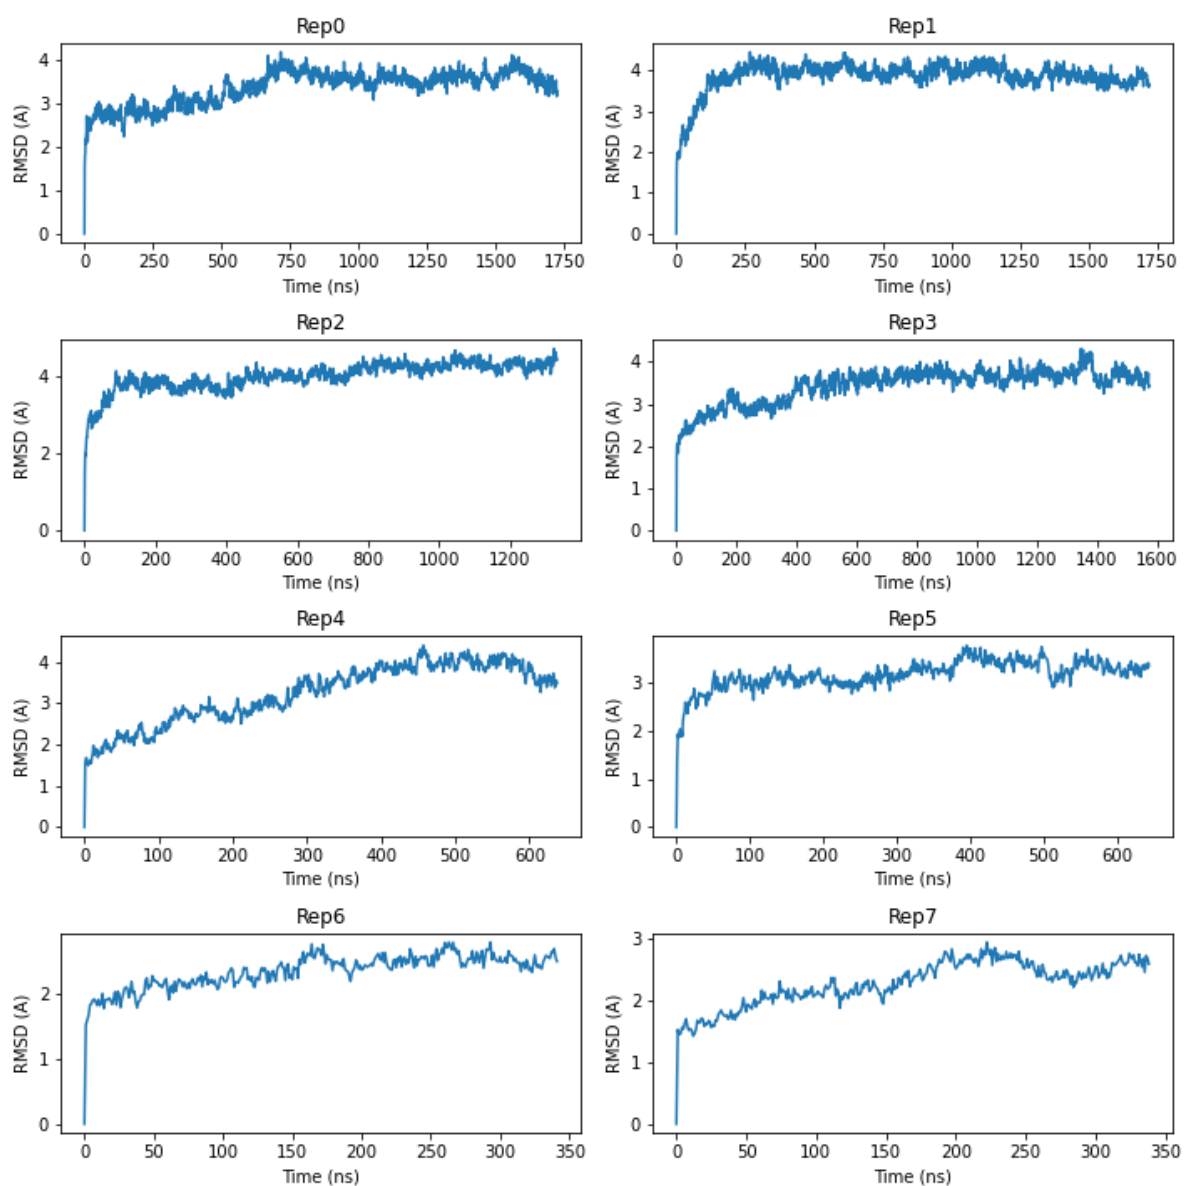 Rep0
4
3
2
1
0
RMSD (A)
0 250 500 750 1000 1250 1500 1750
Time (ns)
Rep1
4
3
2
1
0
RMSD (A)
0 250 500 750 1000 1250 1500 1750
Time (ns)
Rep2
4
2
0
RMSD (A)
0 200 400 600 800 1000 1200
Time (ns)
Rep3
4
3
2
1
0
RMSD (A)
0 200 400 600 800 1000 1200 1400 1600
Time (ns)
Rep4
4
3
2
1
0
RMSD (A)
0 100 200 300 400 500 600
Time (ns)
Rep5
3
2
1
0
RMSD (A)
0 100 200 300 400 500 600
Time (ns)
Rep6
2
1
0
RMSD (A)
0 50 100 150 200 250 300 350
Time (ns)
Rep7
3
2
1
0
RMSD (A)
0 50 100 150 200 250 300 350
Time (ns)